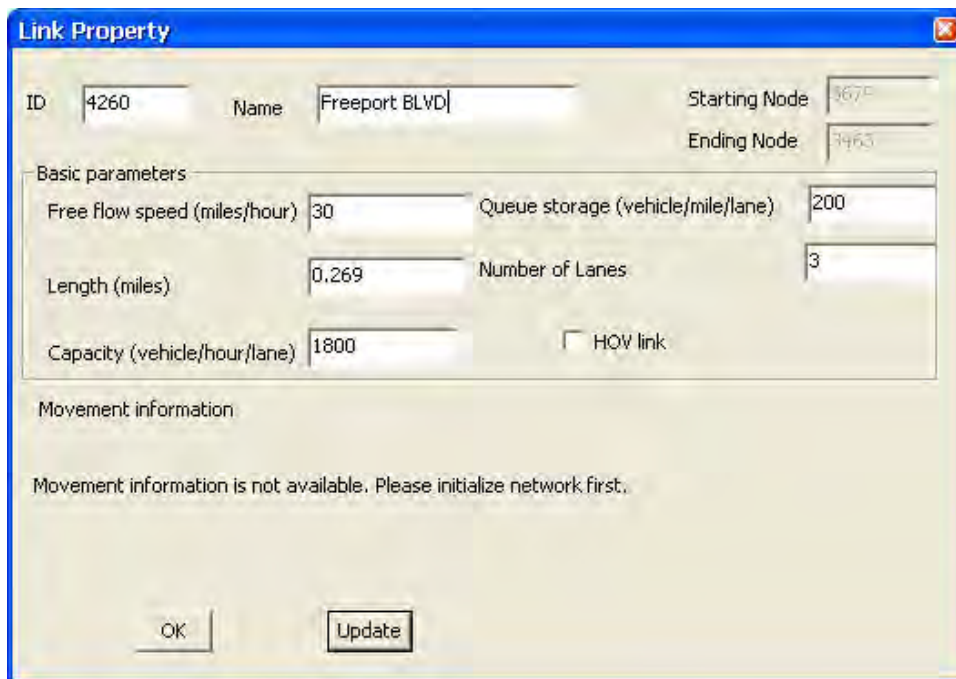 Link Property
ID 4260 Name Freeport BLVD Starting Node
Ending Node
Basic parameters
Free flow speed (miles/hour) 30 Queue storage (vehicle/mile/lane) 200
Length (miles) 0.269 Number of Lanes 3
Capacity (vehicle/hour/lane) 1800 HOV link
Movement information
Movement information is not available. Please initialize network first.
OK Update